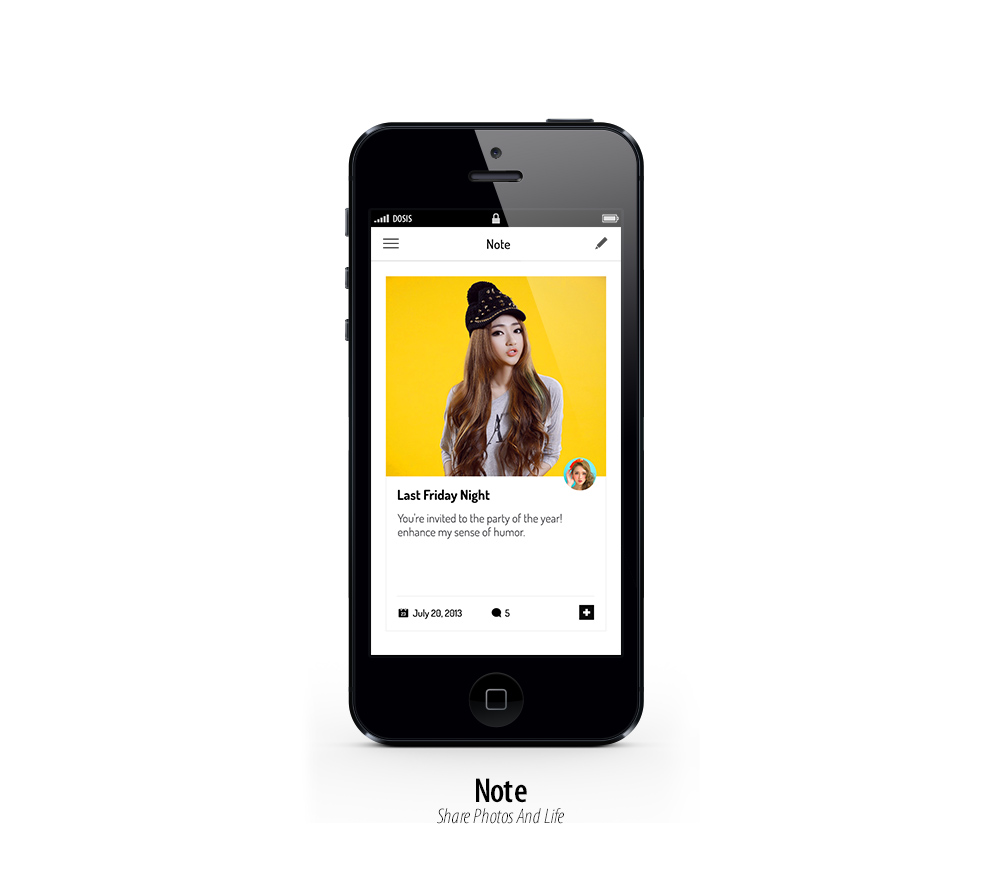 DOSIS
Note
Last Friday Night
You're invited to the party of the year!
enhance my sense of humor.
July 20, 2013
5
Note
Share Photos And Life